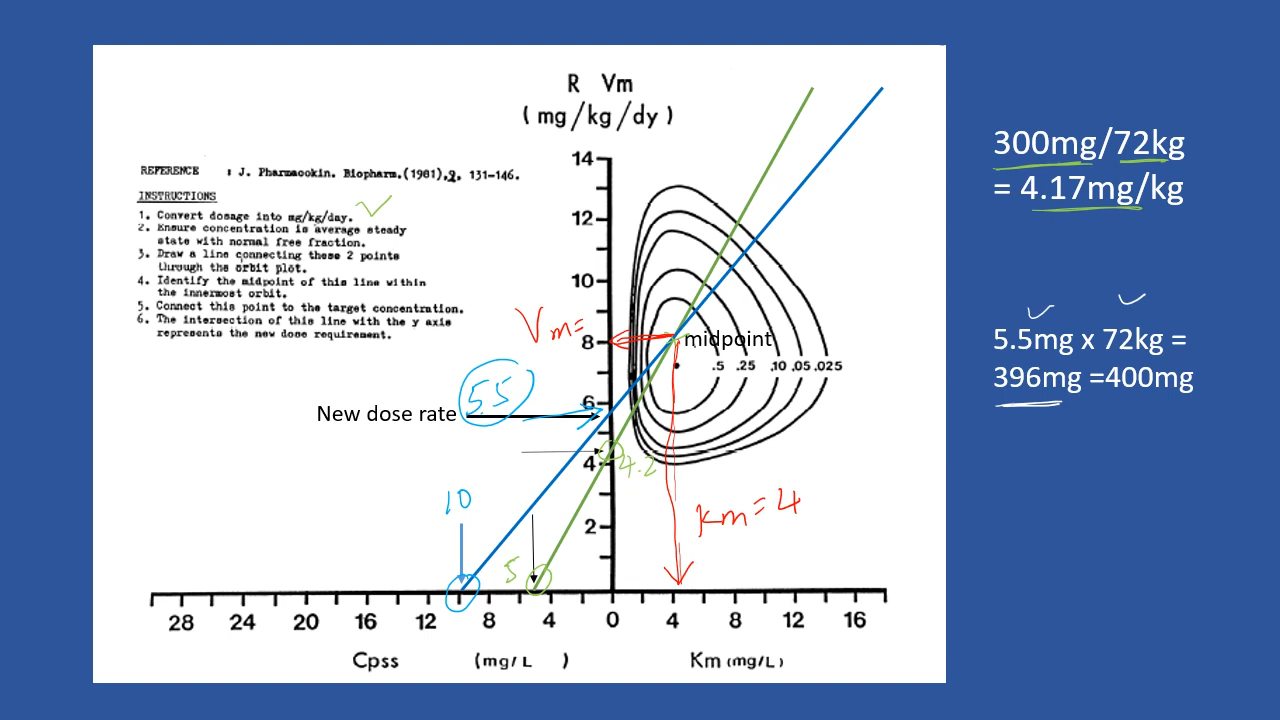 R Vm
( mg/kg/dy )
REFERENCE : J. Pharmacokin. Biopharm.(1981),9, 131-146.
INSTRUCTIONS
1. Convert dosage into mg/kg/day.
2. Ensure concentration is average steady
state with normal free fraction.
3. Draw a line connecting these 2 points
through the orbit plot.
4. Identify the midpoint of this line within
the innermost orbit.
5. Connect this point to the target concentration.
6. The intersection of this line with the y axis
represents the new dose requirement.
14
12
10
8
6
4
2
Vm=
midpoint
.5 .25 .10 .05 .025
New dose rate
5.5
4.2
10
5
Km=4
28 24 20 16 12 8 4 0 4 8 12 16
Cpss (mg/L )
Km (mg/L)
300mg/72kg
= 4.17mg/kg
5.5mg x 72kg =
396mg =400mg